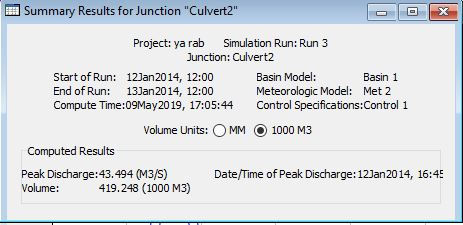 Summary Results for Junction "Culvert2"
Project: ya rab Simulation Run: Run 3
Junction: Culvert2
Start of Run: 12Jan2014, 12:00 Basin Model: Basin 1
End of Run: 13Jan2014, 12:00 Meteorologic Model: Met 2
Compute Time:09May2019, 17:05:44 Control Specifications:Control 1
Volume Units: MM 1000 M3
Computed Results
Peak Discharge:43.494 (M3/S) Date/Time of Peak Discharge:12Jan2014, 16:45
Volume: 419.248 (1000 M3)